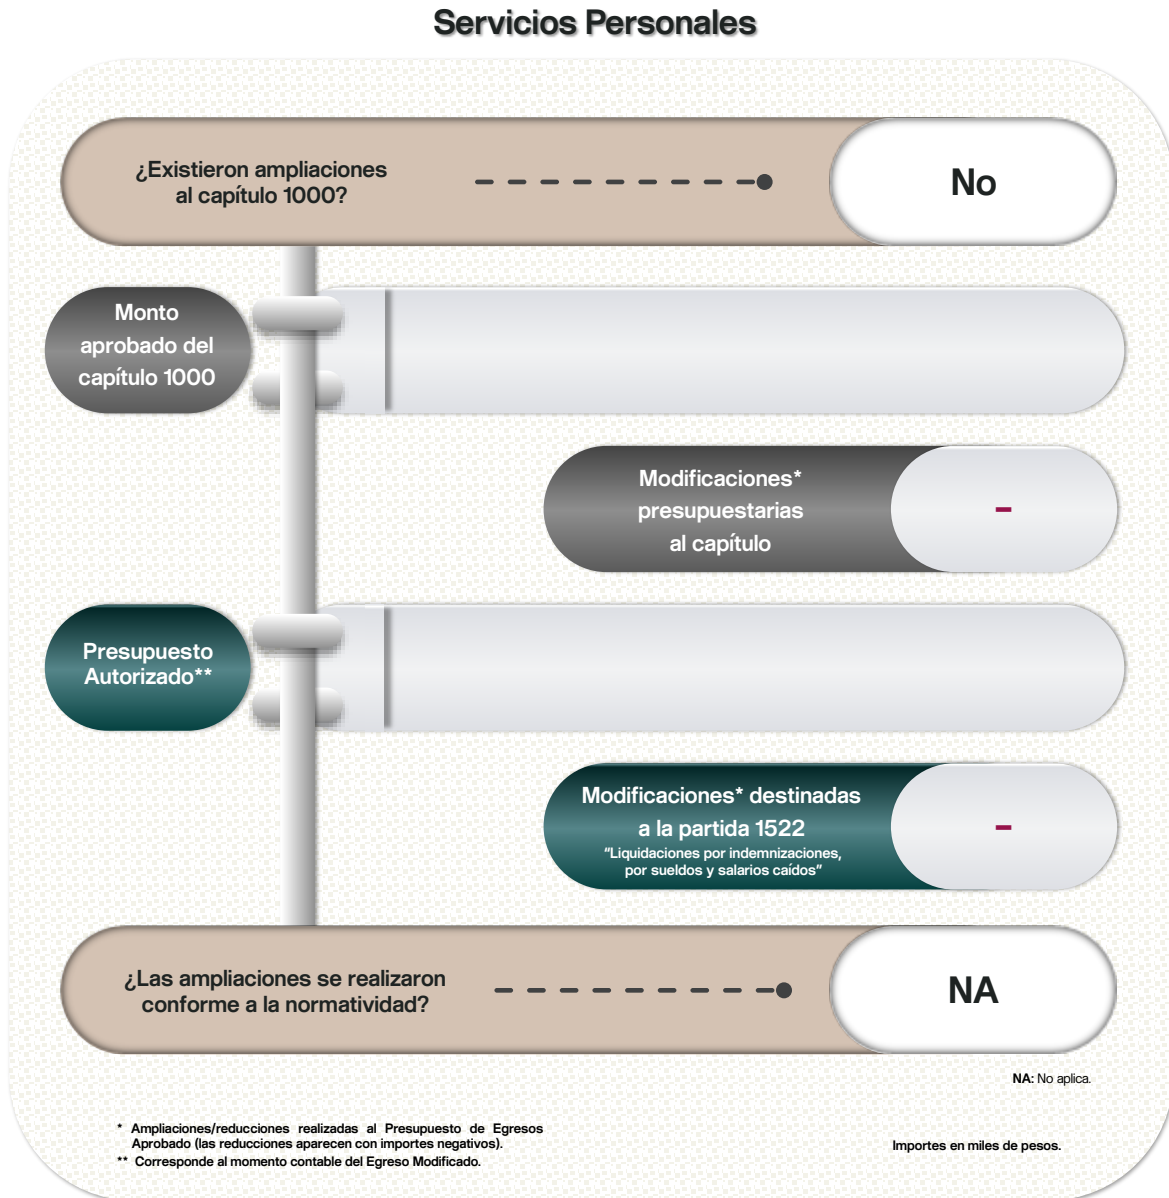 Servicios Personales
¿Existieron ampliaciones
al capítulo 1000?
No
Monto
aprobado del
capítulo 1000
Modificaciones*
presupuestarias
al capítulo
-
Presupuesto
Autorizado**
Modificaciones* destinadas
a la partida 1522
"Liquidaciones por indemnizaciones,
por sueldos y salarios caídos"
-
¿Las ampliaciones se realizaron
conforme a la normatividad?
NA
NA: No aplica.
* Ampliaciones/reducciones realizadas al Presupuesto de Egresos
Aprobado (las reducciones aparecen con importes negativos).
** Corresponde al momento contable del Egreso Modificado.
Importes en miles de pesos.